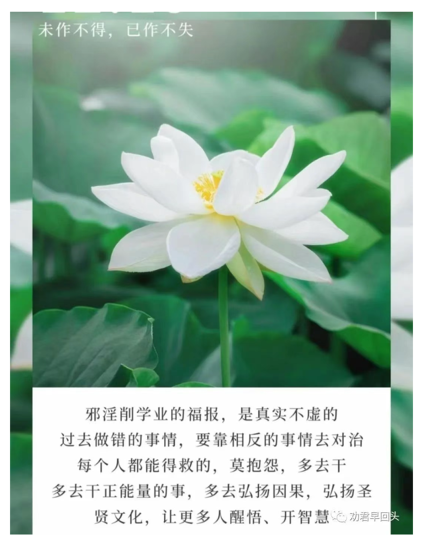 未作不得，已作不失
邪淫削学业的福报，是真实不虚的
过去做错的事情，要靠相反的事情去对治
每个人都能得救的，莫抱怨，多去干
多去干正能量的事，多去弘扬因果，弘扬圣
贤文化，让更多人醒悟、开智慧
劝君早回头